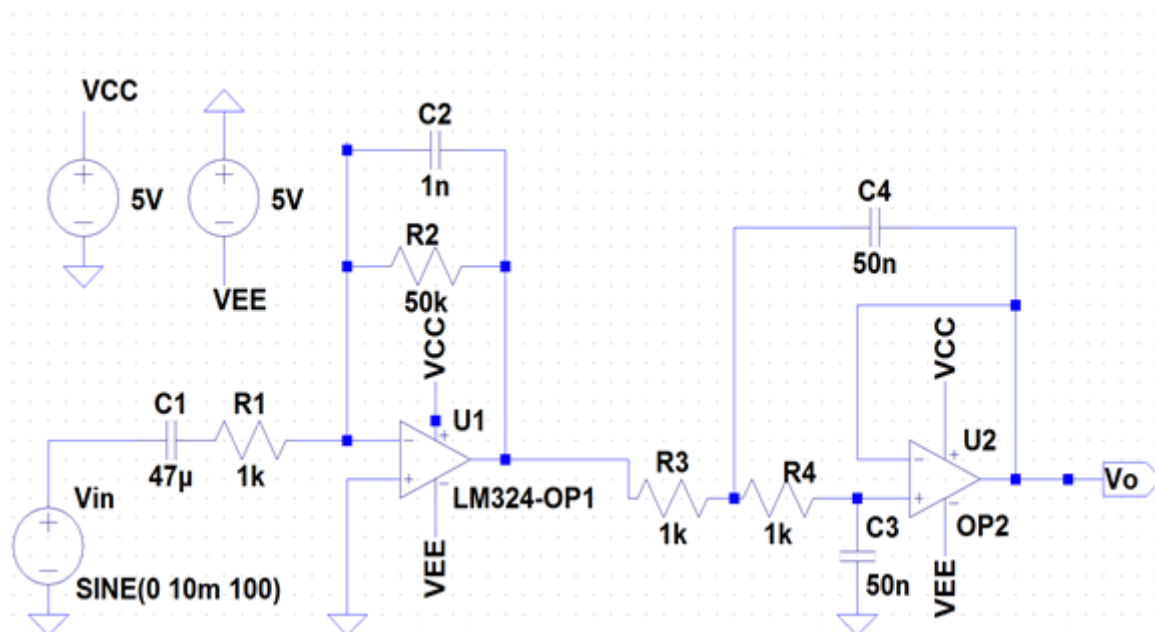 VCC
5V
5V
VEE
C2
1n
R2
50k
VCC
C1
47µ
R1
1k
U1
LM324-OP1
VEE
Vin
SINE(0 10m 100)
R3
1k
R4
1k
C4
50n
VCC
U2
OP2
C3
50n
VEE
Vo